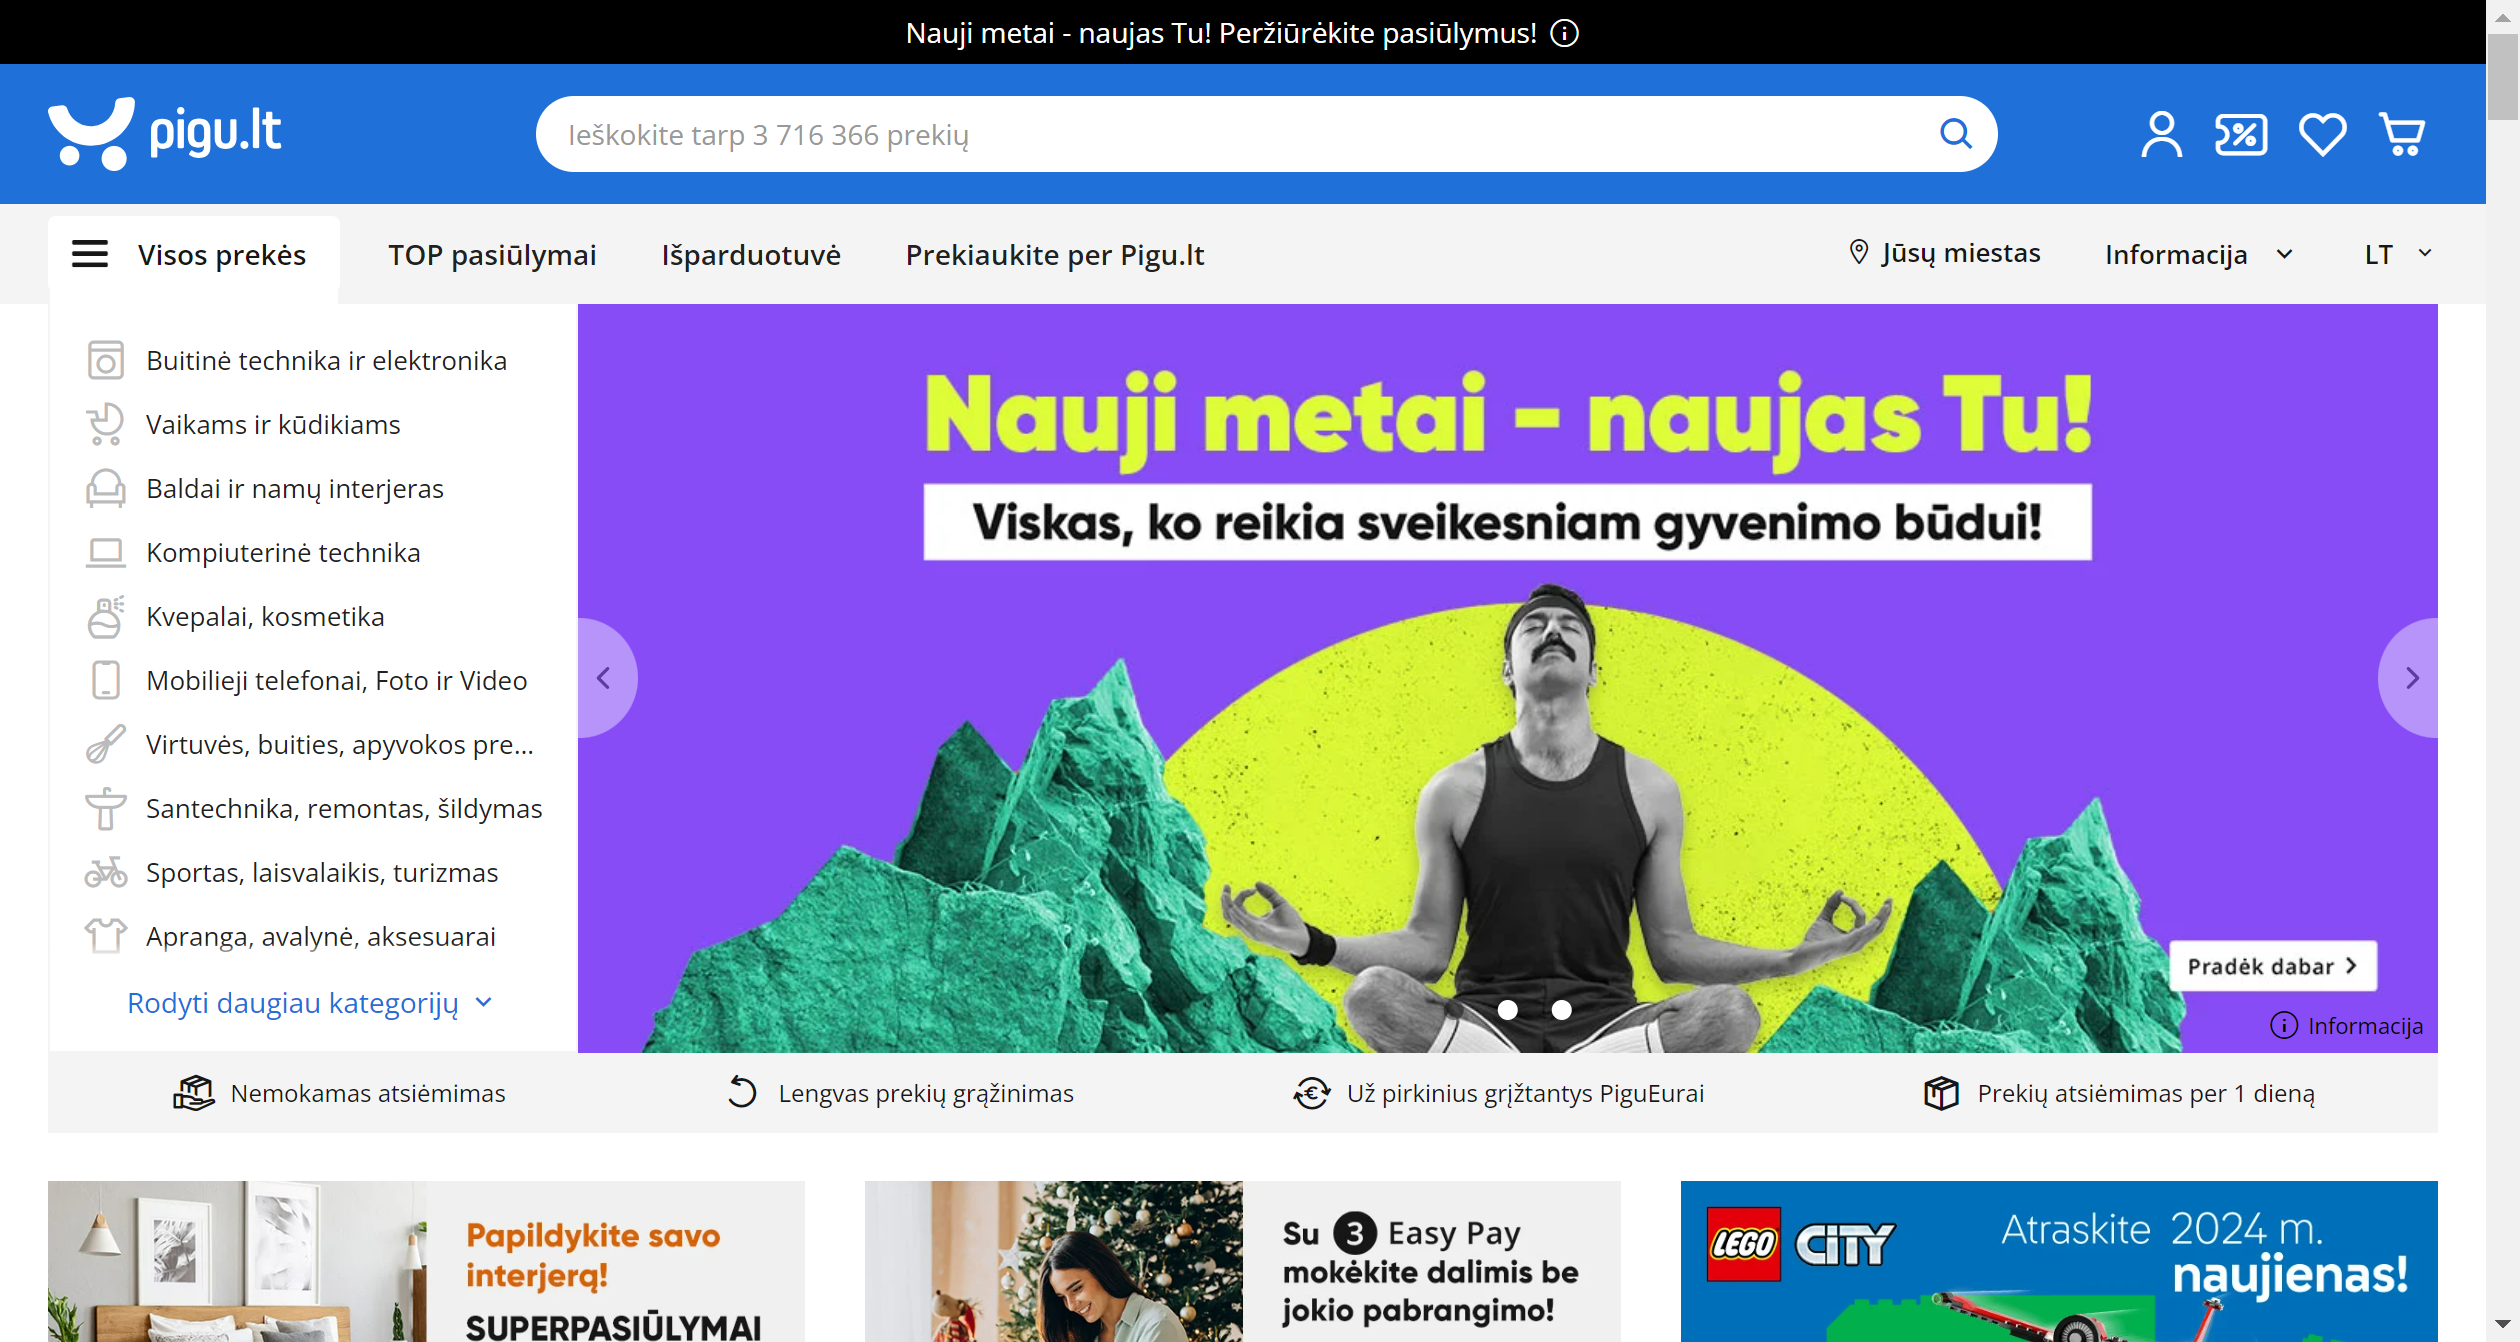 Nauji metai - naujas Tu! Peržiūrėkite pasiūlymus!
pigu.lt
Ieškokite tarp 3 716 366 prekių
Visos prekės
TOP pasiūlymai
Išparduotuvė
Prekiaukite per Pigu.lt
Jūsų miestas
Informacija
LT
Buitinė technika ir elektronika
Vaikams ir kūdikiams
Baldai ir namų interjeras
Kompiuterinė technika
Kvepalai, kosmetika
Mobilieji telefonai, Foto ir Video
Virtuvės, buities, apyvokos pre...
Santechnika, remontas, šildymas
Sportas, laisvalaikis, turizmas
Apranga, avalynė, aksesuarai
Rodyti daugiau kategorijų
Nauji metai - naujas Tu!
Viskas, ko reikia sveikesniam gyvenimo būdui!
Pradėk dabar
Informacija
Nemokamas atsiėmimas
Lengvas prekių grąžinimas
Už pirkinius grįžtantys PiguEurai
Prekių atsiėmimas per 1 dieną
Papildykite savo
interjerą!
SUPERPASIŪLYMAI
Su 3 Easy Pay
mokėkite dalimis be
jokio pabrangimo!
LEGO CITY
Atraskite 2024 m.
naujienas!